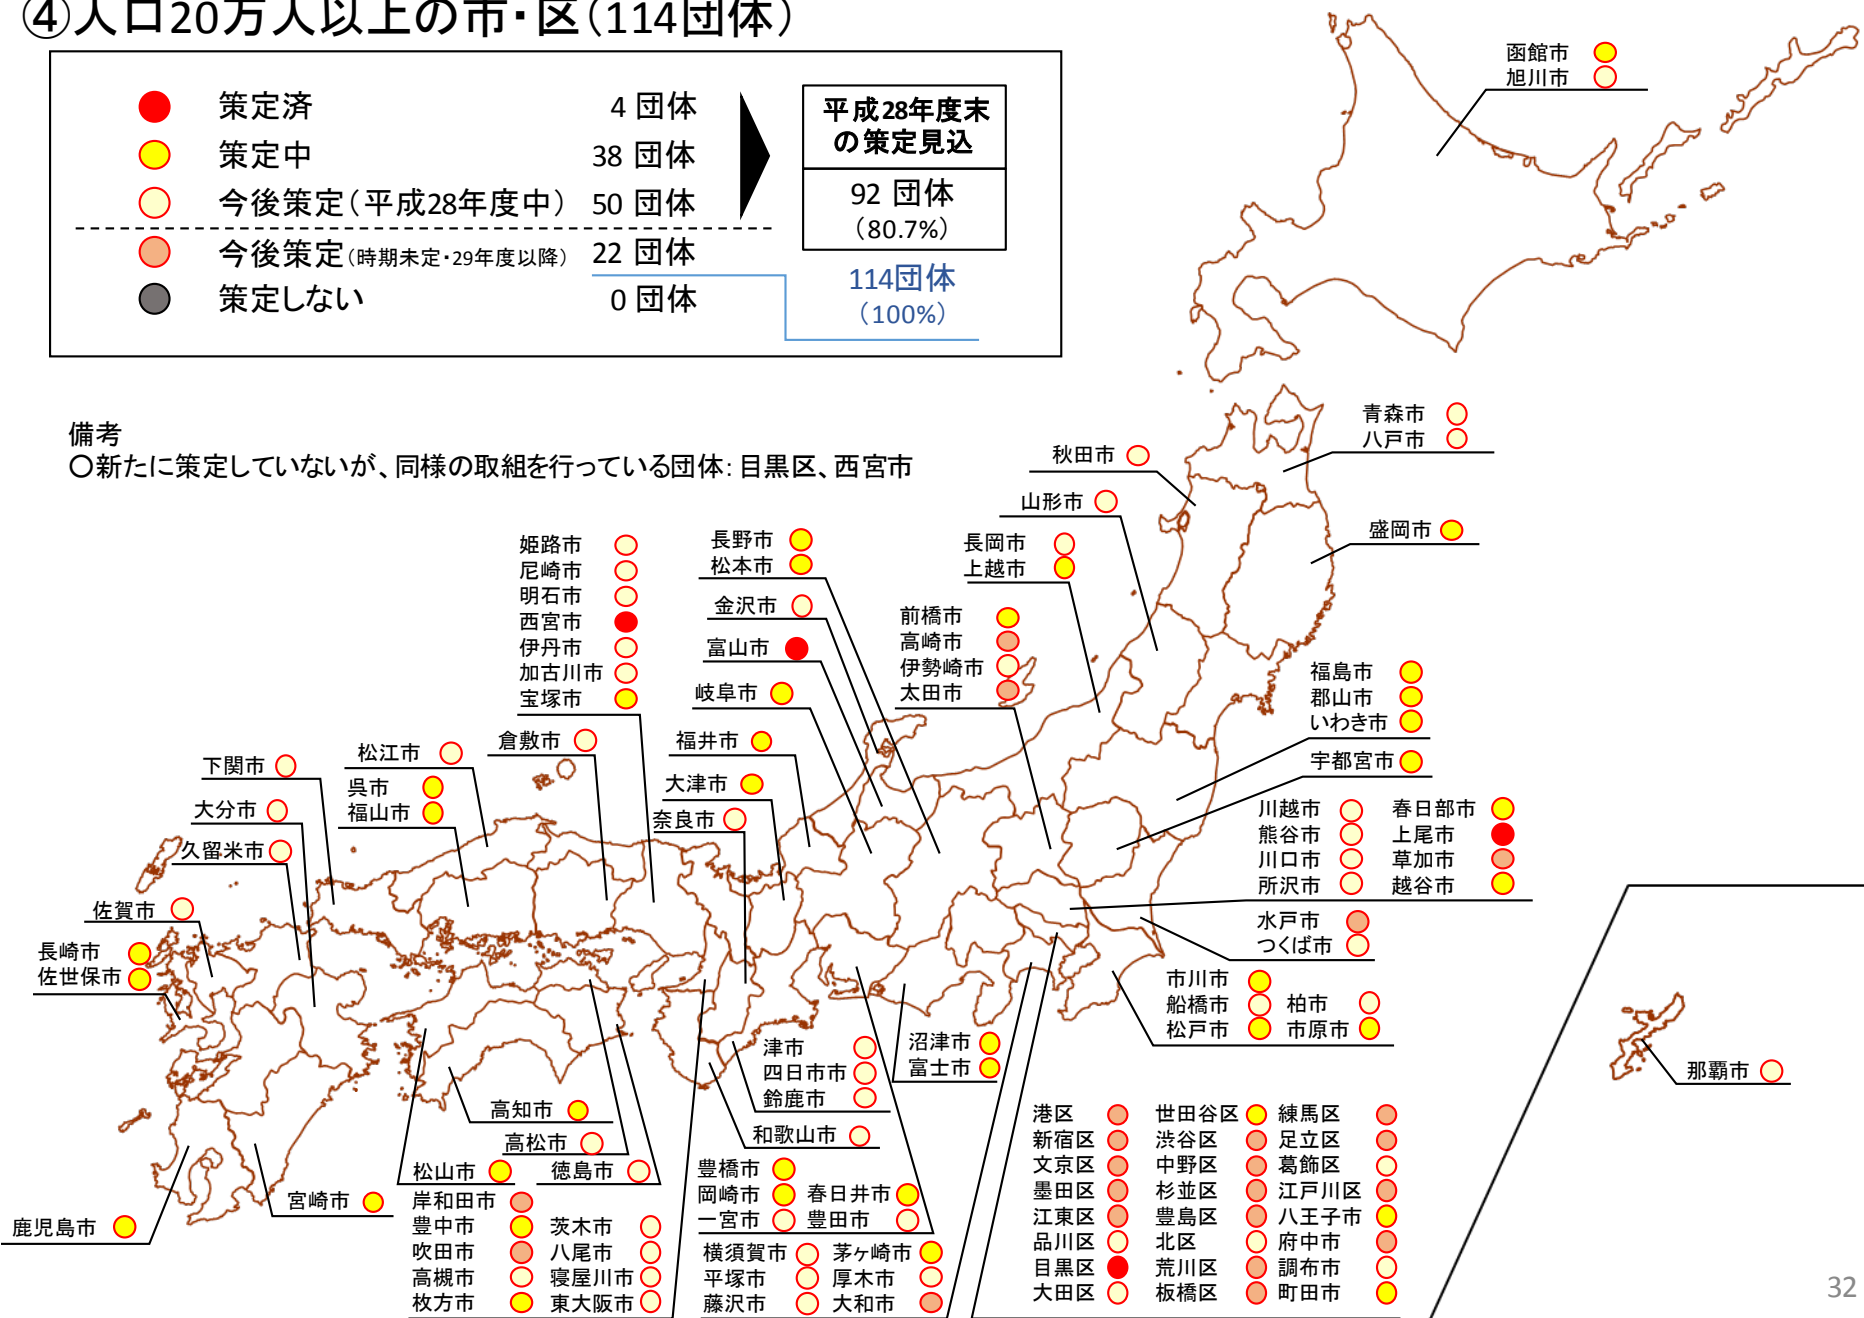 ④人口20万人以上の市・区（114団体）
策定済 4 団体
策定中 38 団体
今後策定（平成28年度中） 50 団体
今後策定（時期未定・29年度以降） 22 団体
策定しない 0 団体
平成28年度末
の策定見込
92 団体
（80.7%）
114団体
（100%）
備考
○新たに策定していないが、同様の取組を行っている団体：目黒区、西宮市
函館市
旭川市
青森市
八戸市
秋田市
山形市
盛岡市
長岡市
上越市
前橋市
高崎市
伊勢崎市
太田市
福島市
郡山市
いわき市
宇都宮市
川越市 春日部市
熊谷市 上尾市
川口市 草加市
所沢市 越谷市
水戸市
つくば市
市川市
船橋市 柏市
松戸市 市原市
那覇市
姫路市
尼崎市
明石市
西宮市
伊丹市
加古川市
宝塚市
長野市
松本市
金沢市
富山市
岐阜市
福井市
大津市
奈良市
倉敷市
松江市
呉市
福山市
下関市
大分市
久留米市
佐賀市
長崎市
佐世保市
鹿児島市
宮崎市
高知市
高松市
松山市
徳島市
岸和田市
豊中市 茨木市
吹田市 八尾市
高槻市 寝屋川市
枚方市 東大阪市
津市
四日市市
鈴鹿市
和歌山市
沼津市
富士市
豊橋市
岡崎市 春日井市
一宮市 豊田市
横須賀市 茅ヶ崎市
平塚市 厚木市
藤沢市 大和市
港区 世田谷区 練馬区
新宿区 渋谷区 足立区
文京区 中野区 葛飾区
墨田区 杉並区 江戸川区
江東区 豊島区 八王子市
品川区 北区 府中市
目黒区 荒川区 調布市
大田区 板橋区 町田市
32